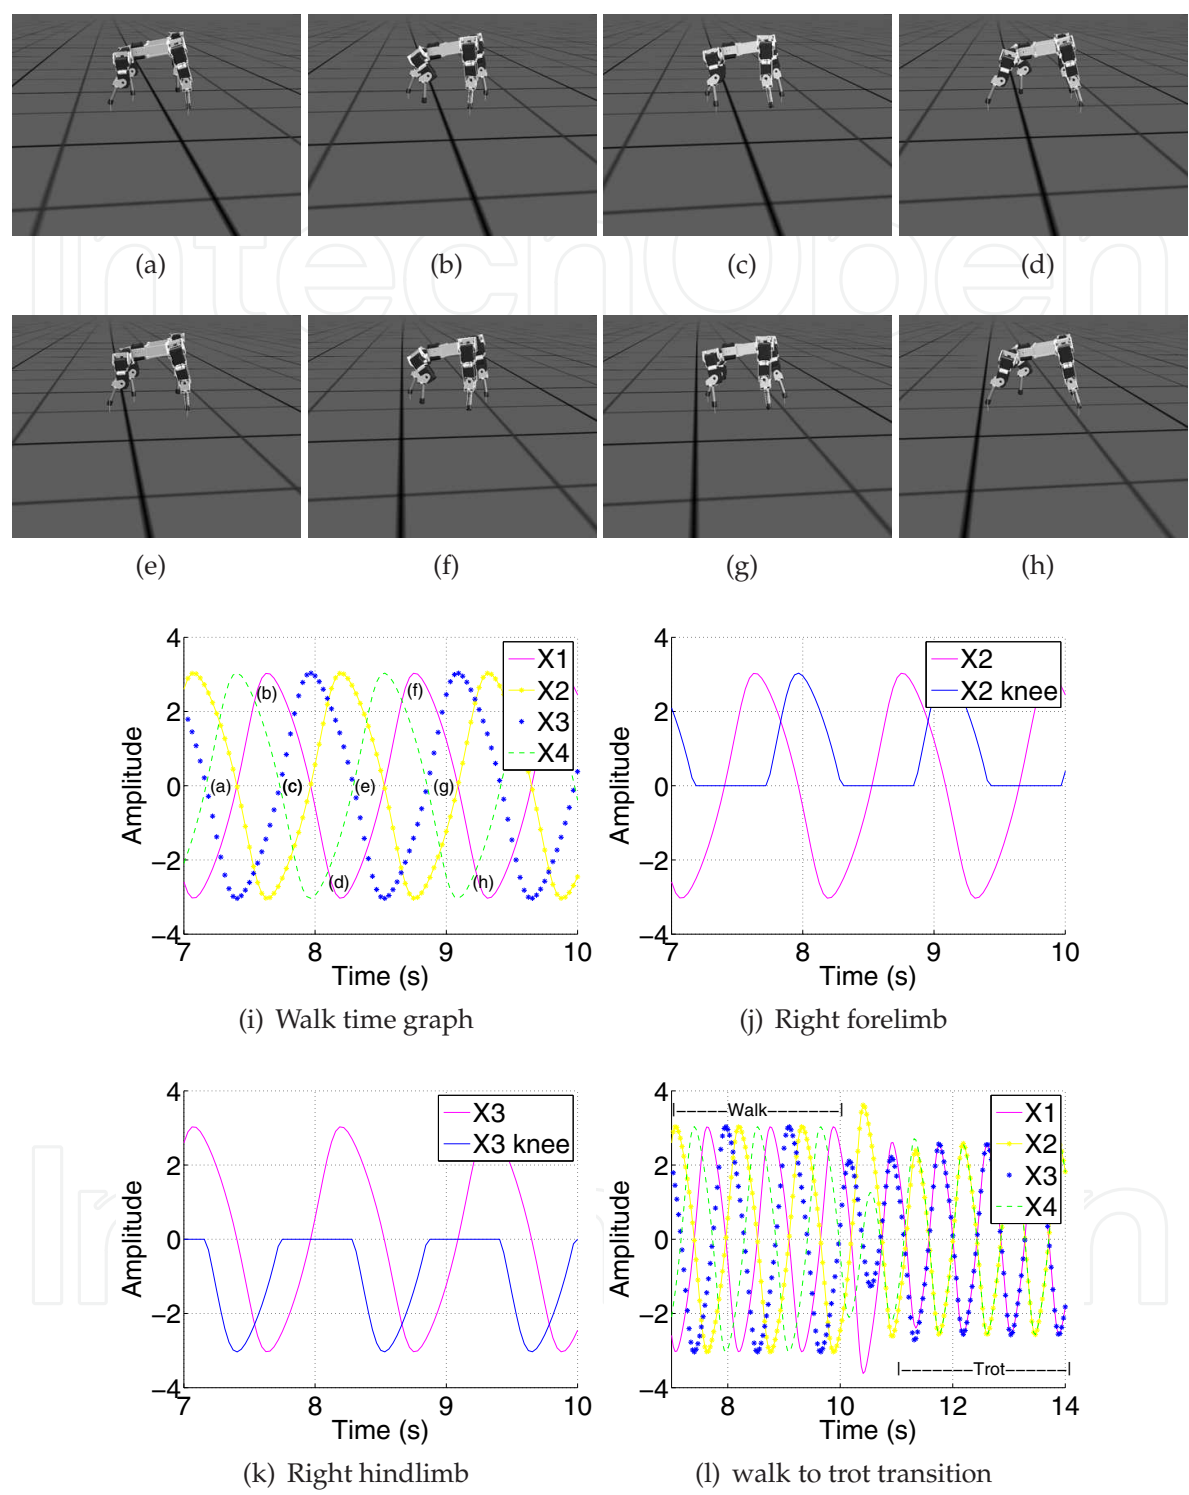 (a)
(b)
(c)
(d)
IntechOpen
(e)
(f)
(g)
(h)
4
2
0
−2
−4
7
8
9
10
Amplitude
Time (s)
X1
X2
X3
X4
(a)
(b)
(c)
(d)
(e)
(f)
(g)
(h)
(i) Walk time graph
4
2
0
−2
−4
7
8
9
10
Amplitude
Time (s)
X2
X2 knee
(j) Right forelimb
4
2
0
−2
−4
7
8
9
10
Amplitude
Time (s)
X3
X3 knee
(k) Right hindlimb
4
2
0
−2
−4
8
10
12
14
Amplitude
Time (s)
|−−−−−Walk−−−−−−−|
|−−−−−−−Trot−−−−−−|
X1
X2
X3
X4
(l) walk to trot transition